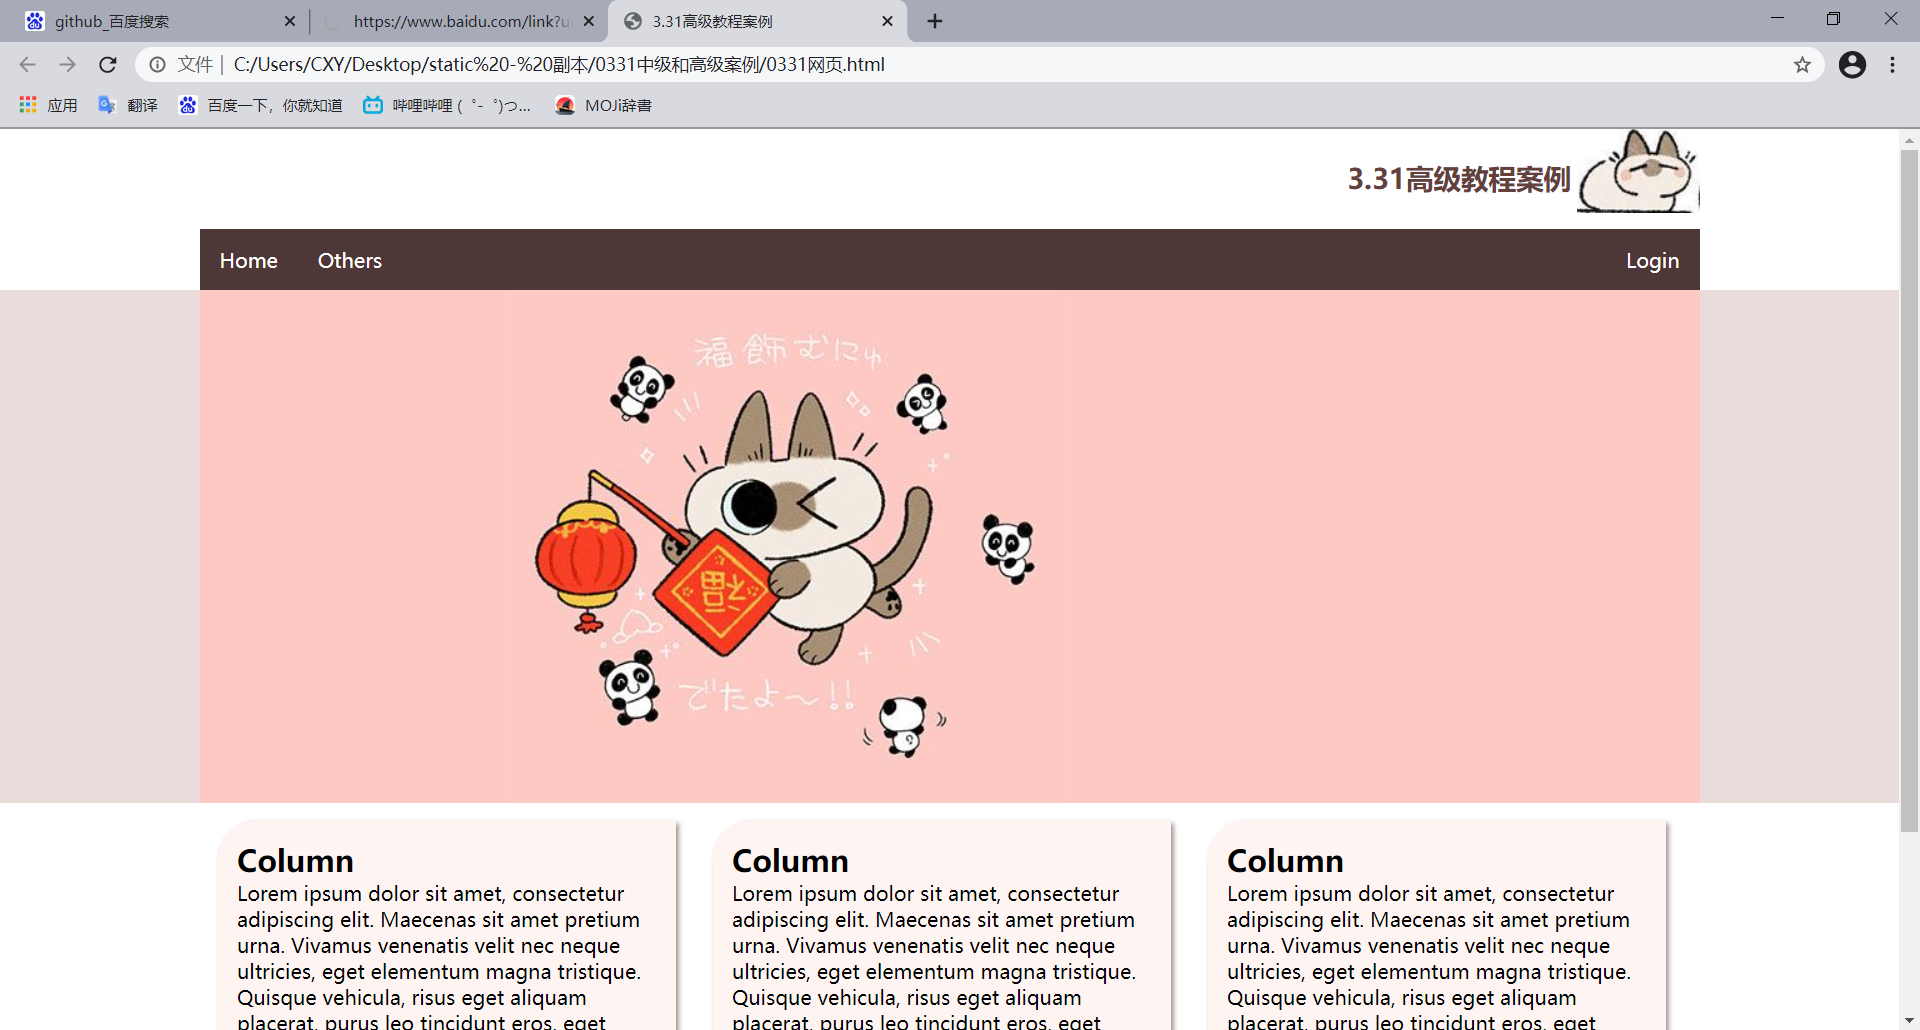 github_百度搜索
https://www.baidu.com/link?u
3.31高级教程案例
文件 | C:/Users/CXY/Desktop/static%20-%20副本/0331中级和高级案例/0331网页.html
应用
翻译
百度一下，你就知道
哔哩哔哩 (゜-゜)つ...
MOJi辞書
3.31高级教程案例
Home
Others
Login
福飾むにゅ
福
でたよ～!!
Column
Lorem ipsum dolor sit amet, consectetur
adipiscing elit. Maecenas sit amet pretium
urna. Vivamus venenatis velit nec neque
ultricies, eget elementum magna tristique.
Quisque vehicula, risus eget aliquam
placerat, purus leo tincidunt eros, eget
Column
Lorem ipsum dolor sit amet, consectetur
adipiscing elit. Maecenas sit amet pretium
urna. Vivamus venenatis velit nec neque
ultricies, eget elementum magna tristique.
Quisque vehicula, risus eget aliquam
placerat, purus leo tincidunt eros, eget
Column
Lorem ipsum dolor sit amet, consectetur
adipiscing elit. Maecenas sit amet pretium
urna. Vivamus venenatis velit nec neque
ultricies, eget elementum magna tristique.
Quisque vehicula, risus eget aliquam
placerat, purus leo tincidunt eros, eget